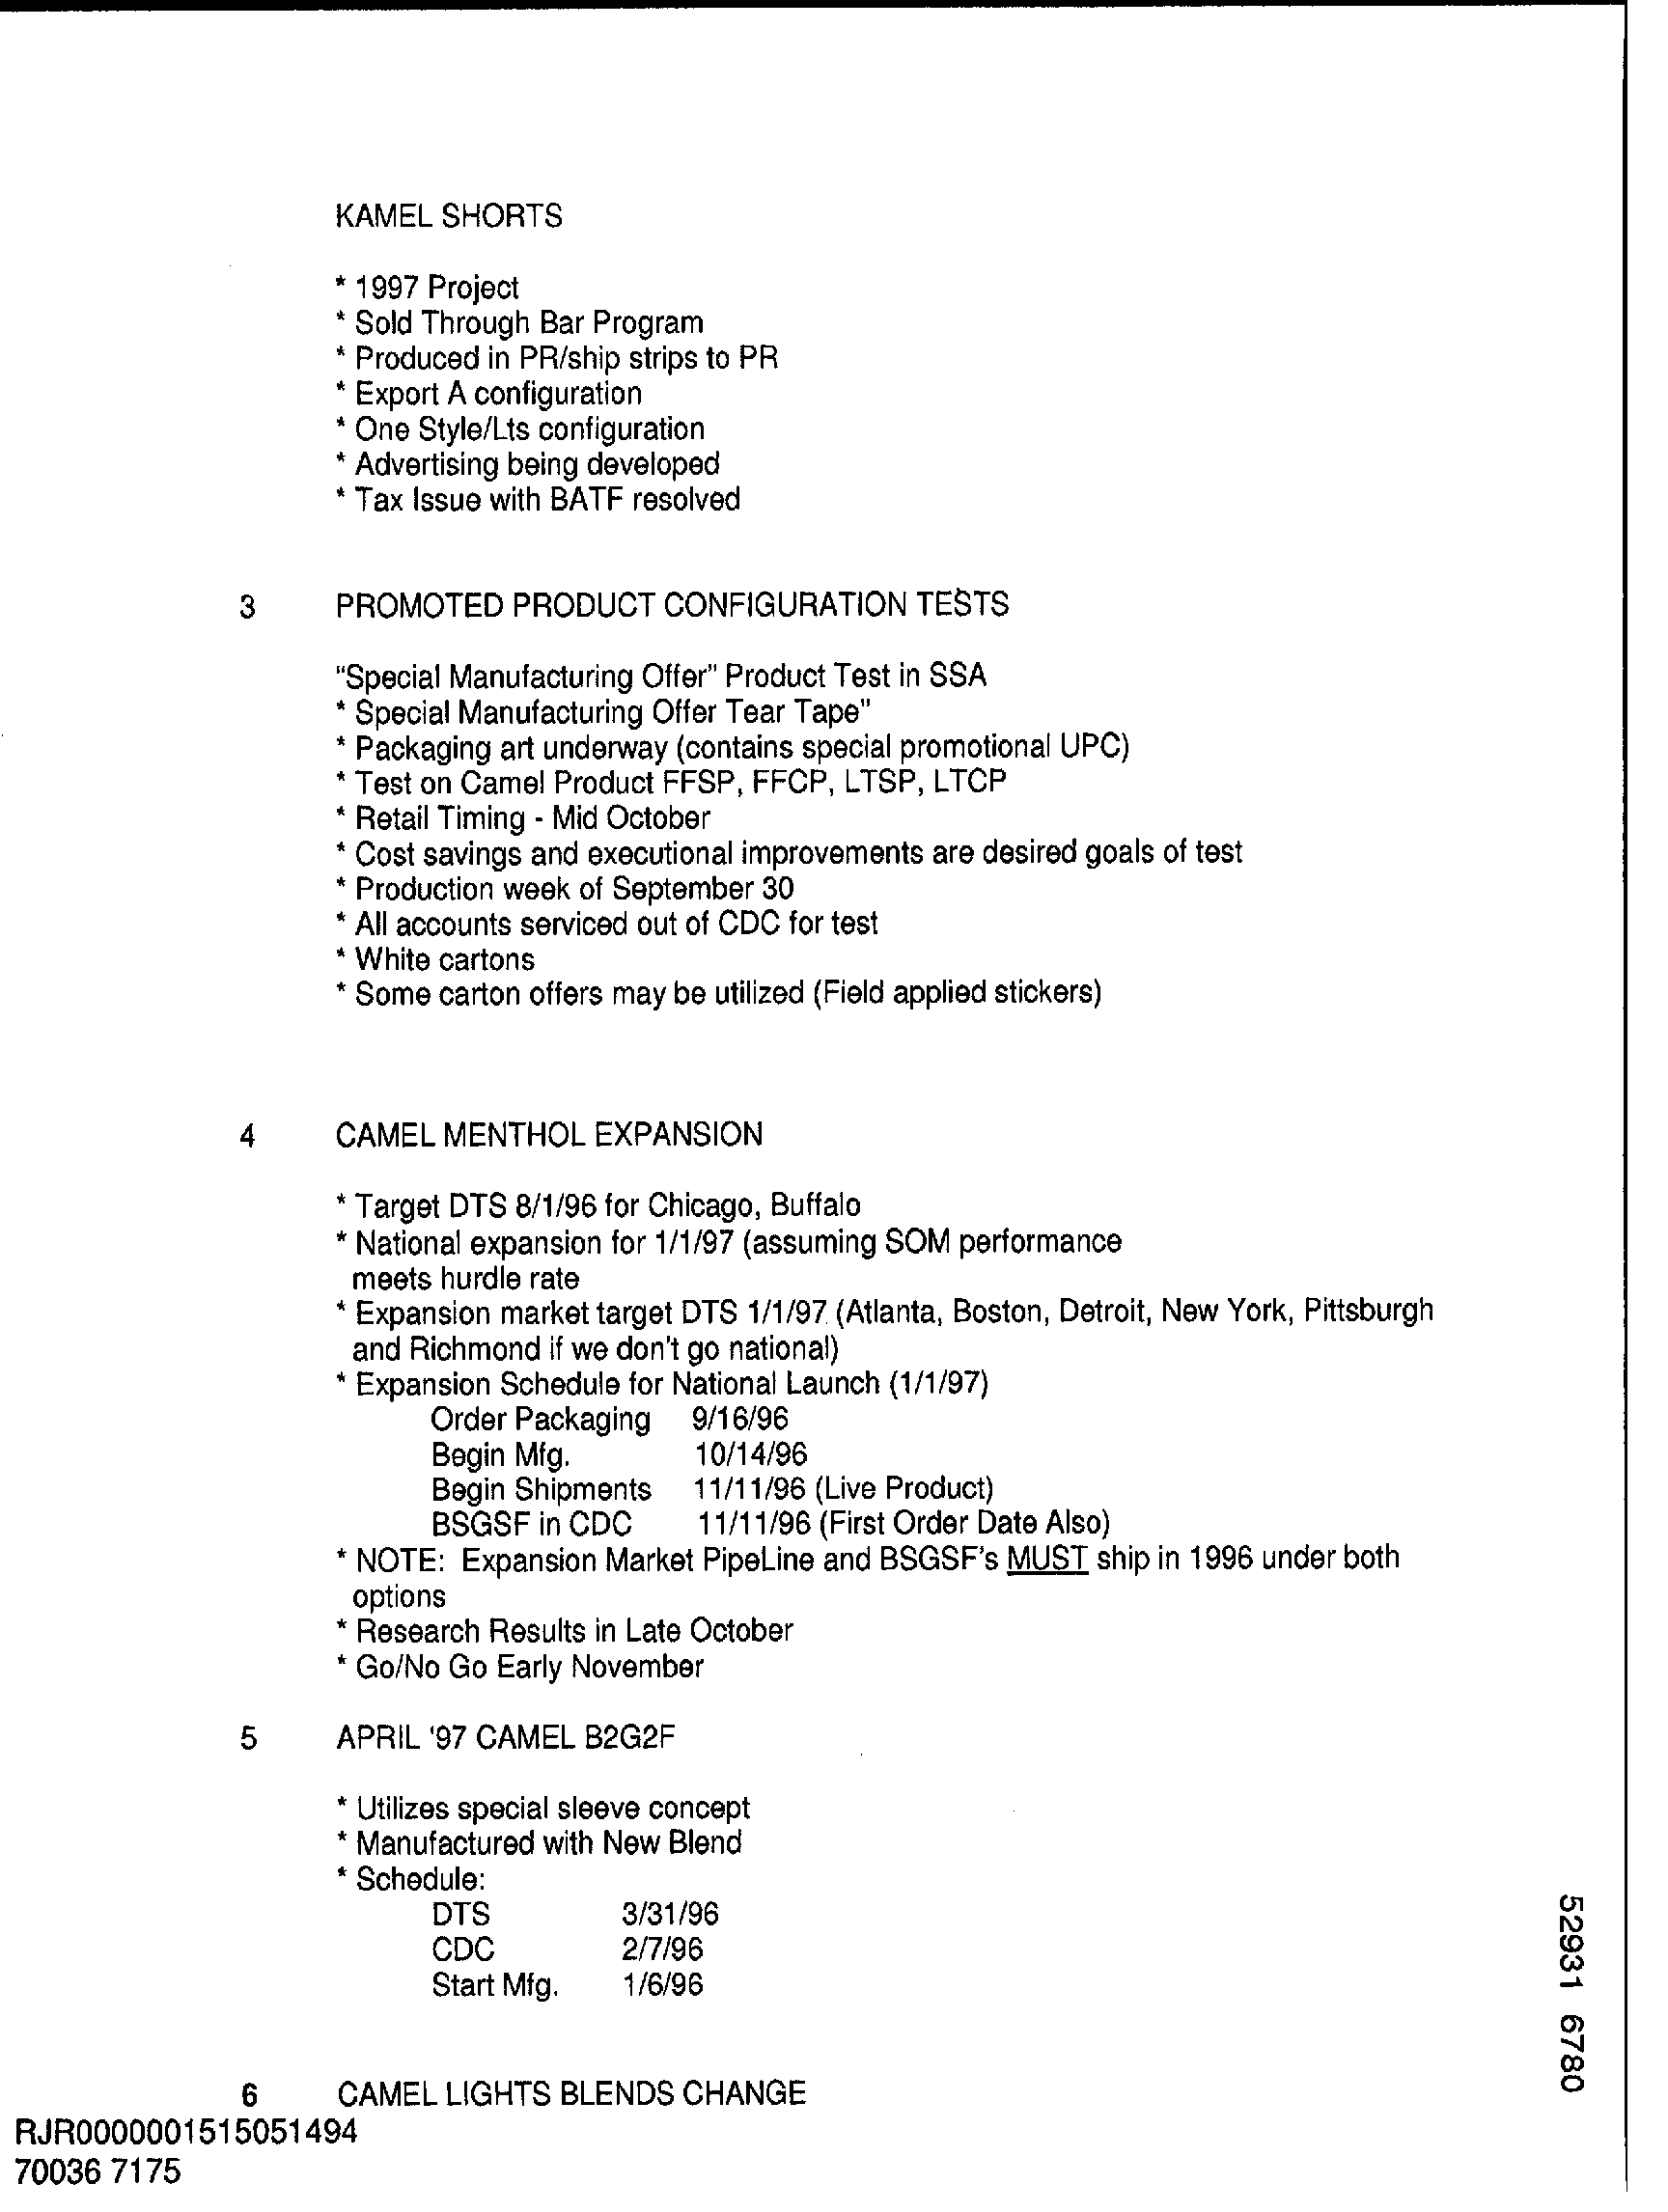 KAMEL SHORTS
* 1997 Project
* Sold Through Bar Program
* Produced in PR/ship strips to PR
* Export A configuration
* One Style/Lts configuration
* Advertising being developed
* Tax Issue with BATF resolved
3 PROMOTED PRODUCT CONFIGURATION TESTS
"Special Manufacturing Offer" Product Test in SSA
* Special Manufacturing Offer Tear Tape"
* Packaging art underway (contains special promotional UPC)
* Test on Camel Product FFSP, FFCP, LTSP, LTCP
* Retail Timing - Mid October
* Cost savings and executional improvements are desired goals of test
* Production week of September 30
* All accounts serviced out of CDC for test
* White cartons
* Some carton offers may be utilized (Field applied stickers)
4 CAMEL MENTHOL EXPANSION
* Target DTS 8/1/96 for Chicago, Buffalo
* National expansion for 1/1/97 (assuming SOM performance
meets hurdle rate
* Expansion market target DTS 1/1/97 (Atlanta, Boston, Detroit, New York, Pittsburgh
and Richmond if we don't go national)
* Expansion Schedule for National Launch (1/1/97)
Order Packaging 9/16/96
Begin Mfg. 10/14/96
Begin Shipments 11/11/96 (Live Product)
BSGSF in CDC 11/11/96 (First Order Date Also)
* NOTE: Expansion Market PipeLine and BSGSF's MUST ship in 1996 under both
options
* Research Results in Late October
* Go/No Go Early November
5 APRIL '97 CAMEL B2G2F
* Utilizes special sleeve concept
* Manufactured with New Blend
* Schedule:
DTS 3/31/96
CDC 2/7/96
Start Mfg. 1/6/96
6 CAMEL LIGHTS BLENDS CHANGE
RJR0000001515051494
70036 7175
52931 6780